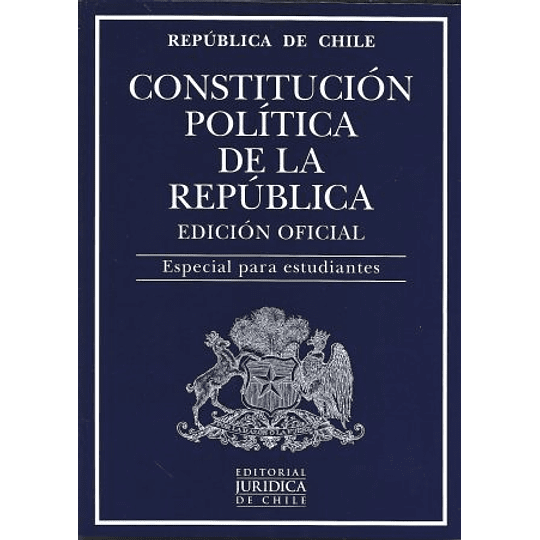 REPÚBLICA DE CHILE
CONSTITUCIÓN
POLÍTICA
DE LA
REPÚBLICA
EDICIÓN OFICIAL
Especial para estudiantes
EDITORIAL
JURIDICA
DE CHILE